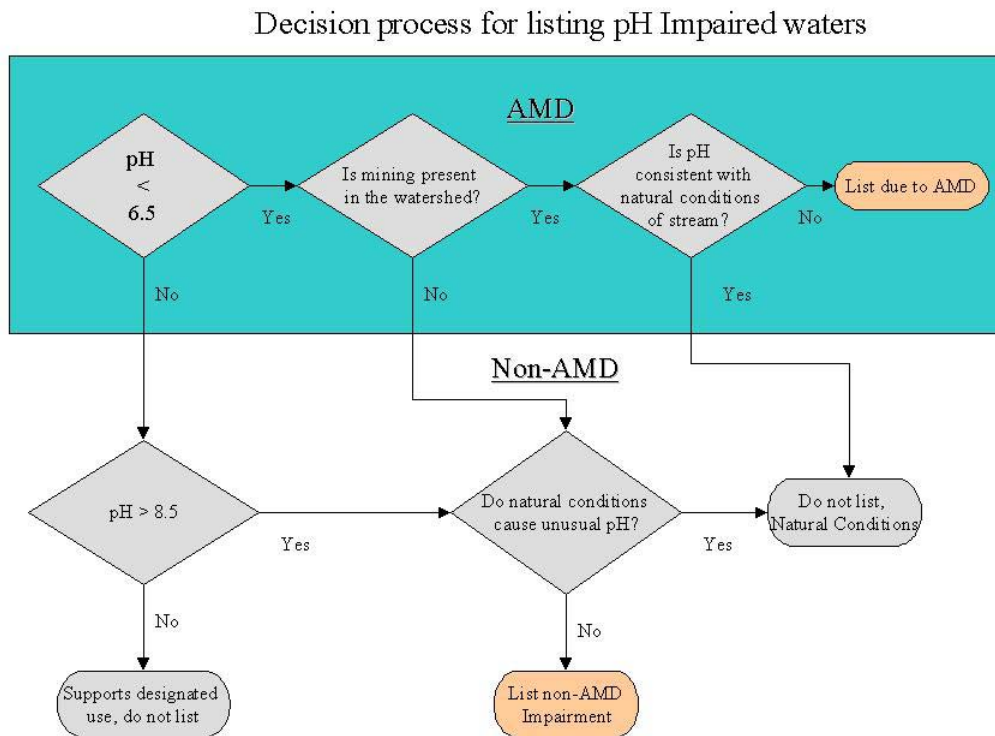 Decision process for listing pH Impaired waters
AMD
pH
<
6.5
Yes
Is mining present
in the watershed?
Yes
Is pH
consistent with
natural conditions
of stream?
No
List due to AMD
No
No
Yes
Non-AMD
pH > 8.5
Yes
Do natural conditions
cause unusual pH?
Yes
Do not list,
Natural Conditions
No
No
Supports designated
use, do not list
List non-AMD
Impairment